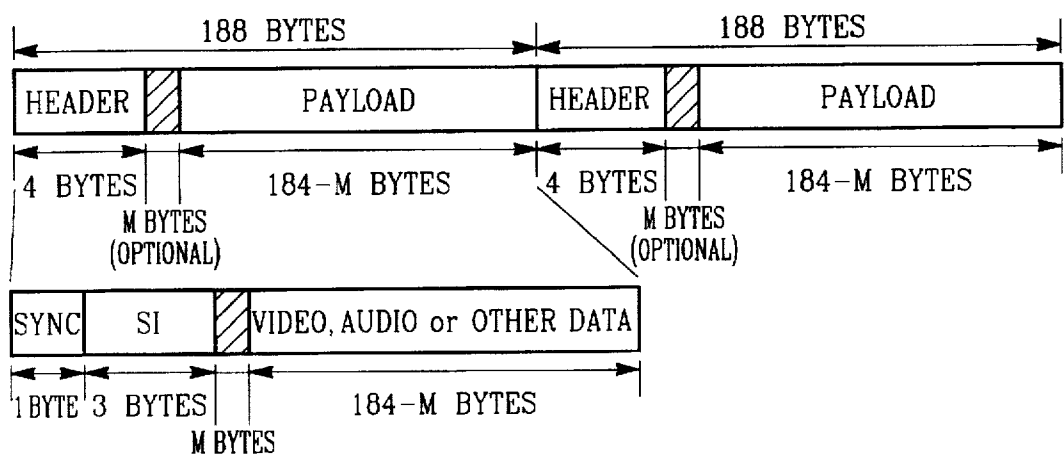 188 BYTES 188 BYTES
HEADER PAYLOAD HEADER PAYLOAD
4 BYTES 184-M BYTES 4 BYTES 184-M BYTES
M BYTES
(OPTIONAL)
M BYTES
(OPTIONAL)
SYNC SI VIDEO, AUDIO or OTHER DATA
1 BYTE 3 BYTES 184-M BYTES
M BYTES